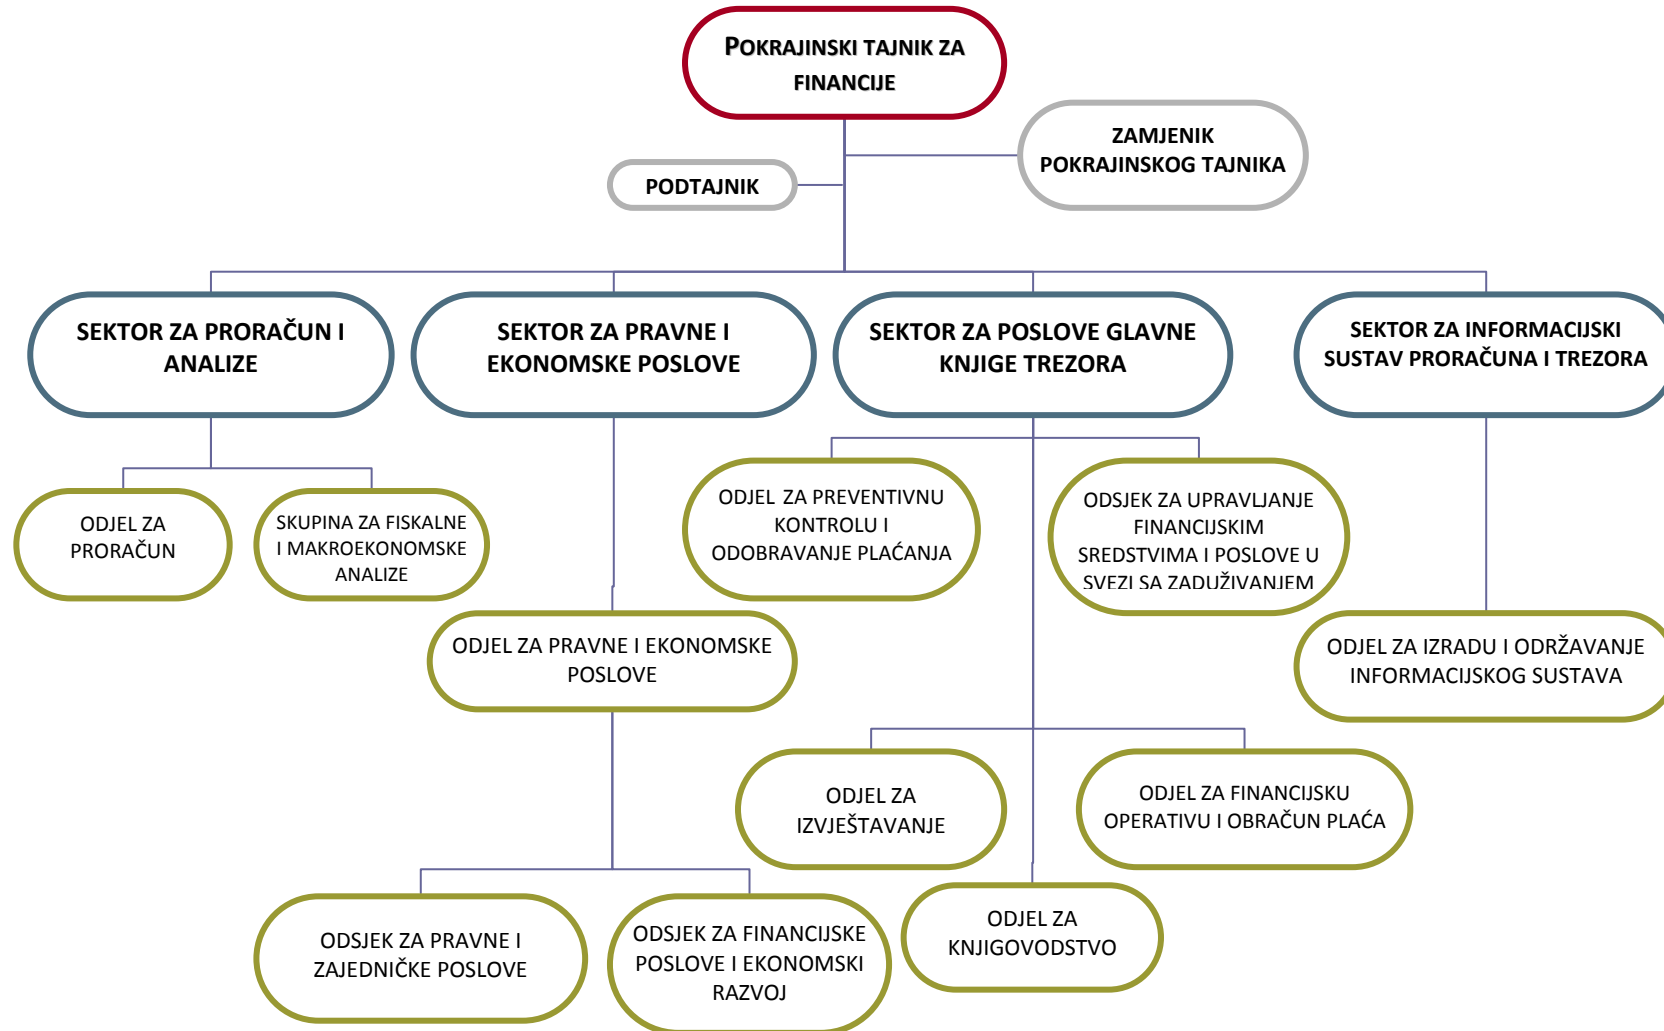 POKRAJINSKI TAJNIK ZA
FINANCIJE
ZAMJENIK
POKRAJINSKOG TAJNIKA
PODTAJNIK
SEKTOR ZA PRORAČUN I
ANALIZE
SEKTOR ZA PRAVNE I
EKONOMSKE POSLOVE
SEKTOR ZA POSLOVE GLAVNE
KNJIGE TREZORA
SEKTOR ZA INFORMACIJSKI
SUSTAV PRORAČUNA I TREZORA
ODJEL ZA
PRORAČUN
SKUPINA ZA FISKALNE
I MAKROEKONOMSKE
ANALIZE
ODJEL ZA PREVENTIVNU
KONTROLU I
ODOBRAVANJE PLAĆANJA
ODSJEK ZA UPRAVLJANJE
FINANCIJSKIM
SREDSTVIMA I POSLOVE U
SVEZI SA ZADUŽIVANJEM
ODJEL ZA PRAVNE I EKONOMSKE
POSLOVE
ODJEL ZA IZRADU I ODRŽAVANJE
INFORMACIJSKOG SUSTAVA
ODJEL ZA
IZVJEŠTAVANJE
ODJEL ZA FINANCIJSKU
OPERATIVU I OBRAČUN PLAĆA
ODSJEK ZA PRAVNE I
ZAJEDNIČKE POSLOVE
ODSJEK ZA FINANCIJSKE
POSLOVE I EKONOMSKI
RAZVOJ
ODJEL ZA
KNJIGOVODSTVO